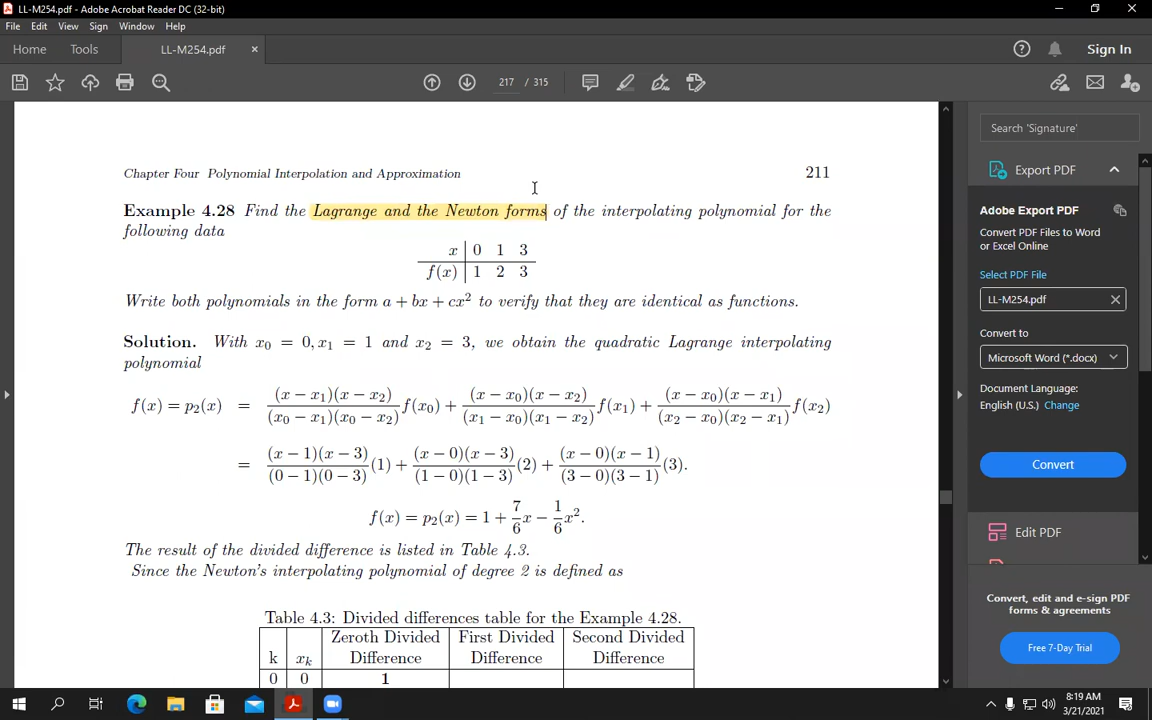 LL-M254.pdf - Adobe Acrobat Reader DC (32-bit)
File Edit View Sign Window Help
Home Tools LL-M254.pdf × Sign In
217 / 315
Chapter Four Polynomial Interpolation and Approximation 211
Example 4.28 Find the Lagrange and the Newton forms of the interpolating polynomial for the
following data
x 0 1 3
f(x) 1 2 3
Write both polynomials in the form a + bx + cx² to verify that they are identical as functions.
Solution. With x₀ = 0, x₁ = 1 and x₂ = 3, we obtain the quadratic Lagrange interpolating
polynomial
f(x) = p₂(x) = (x − x₁)(x − x₂)/(x₀ − x₁)(x₀ − x₂) f(x₀) + (x − x₀)(x − x₂)/(x₁ − x₀)(x₁ − x₂) f(x₁) + (x − x₀)(x − x₁)/(x₂ − x₀)(x₂ − x₁) f(x₂)
= (x − 1)(x − 3)/(0 − 1)(0 − 3) (1) + (x − 0)(x − 3)/(1 − 0)(1 − 3) (2) + (x − 0)(x − 1)/(3 − 0)(3 − 1) (3).
f(x) = p₂(x) = 1 + 7/6 x − 1/6 x².
The result of the divided difference is listed in Table 4.3.
Since the Newton's interpolating polynomial of degree 2 is defined as
Table 4.3: Divided differences table for the Example 4.28.
Zeroth Divided First Divided Second Divided
k xₖ Difference Difference Difference
0 0 1
Search 'Signature'
Export PDF
Adobe Export PDF
Convert PDF Files to Word
or Excel Online
Select PDF File
LL-M254.pdf ×
Convert to
Microsoft Word (*.docx)
Document Language:
English (U.S.) Change
Convert
Edit PDF
Convert, edit and e-sign PDF
forms & agreements
Free 7-Day Trial
8:19 AM
3/21/2021